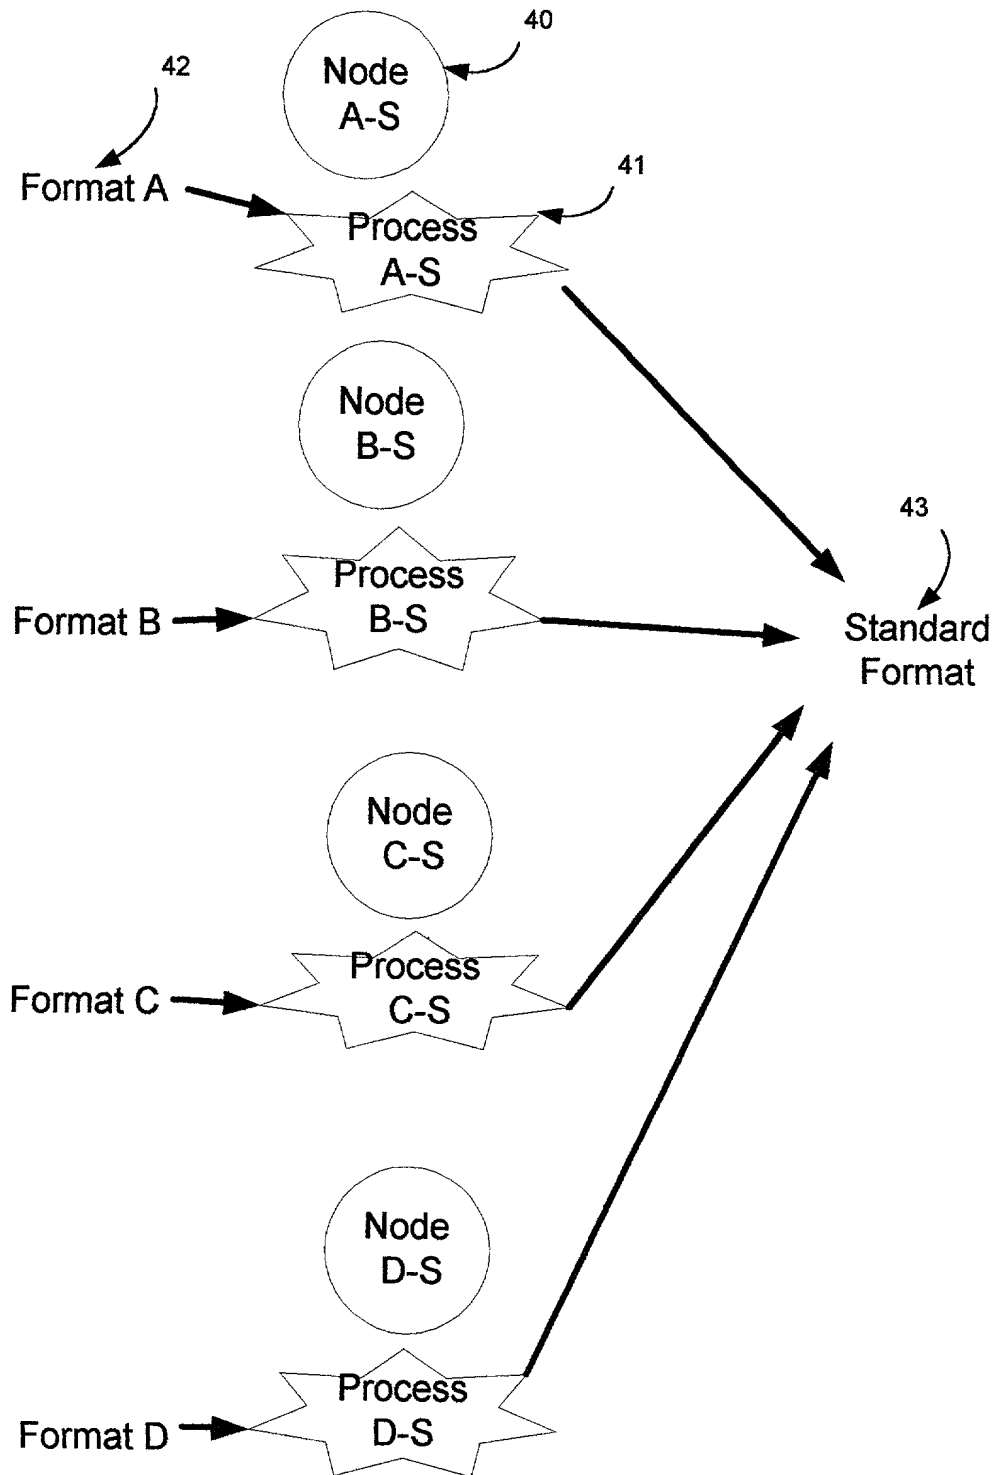 40
Node
A-S
42
Format A
41
Process
A-S
Node
B-S
43
Process
B-S
Format B
Standard
Format
Node
C-S
Process
C-S
Format C
Node
D-S
Process
D-S
Format D